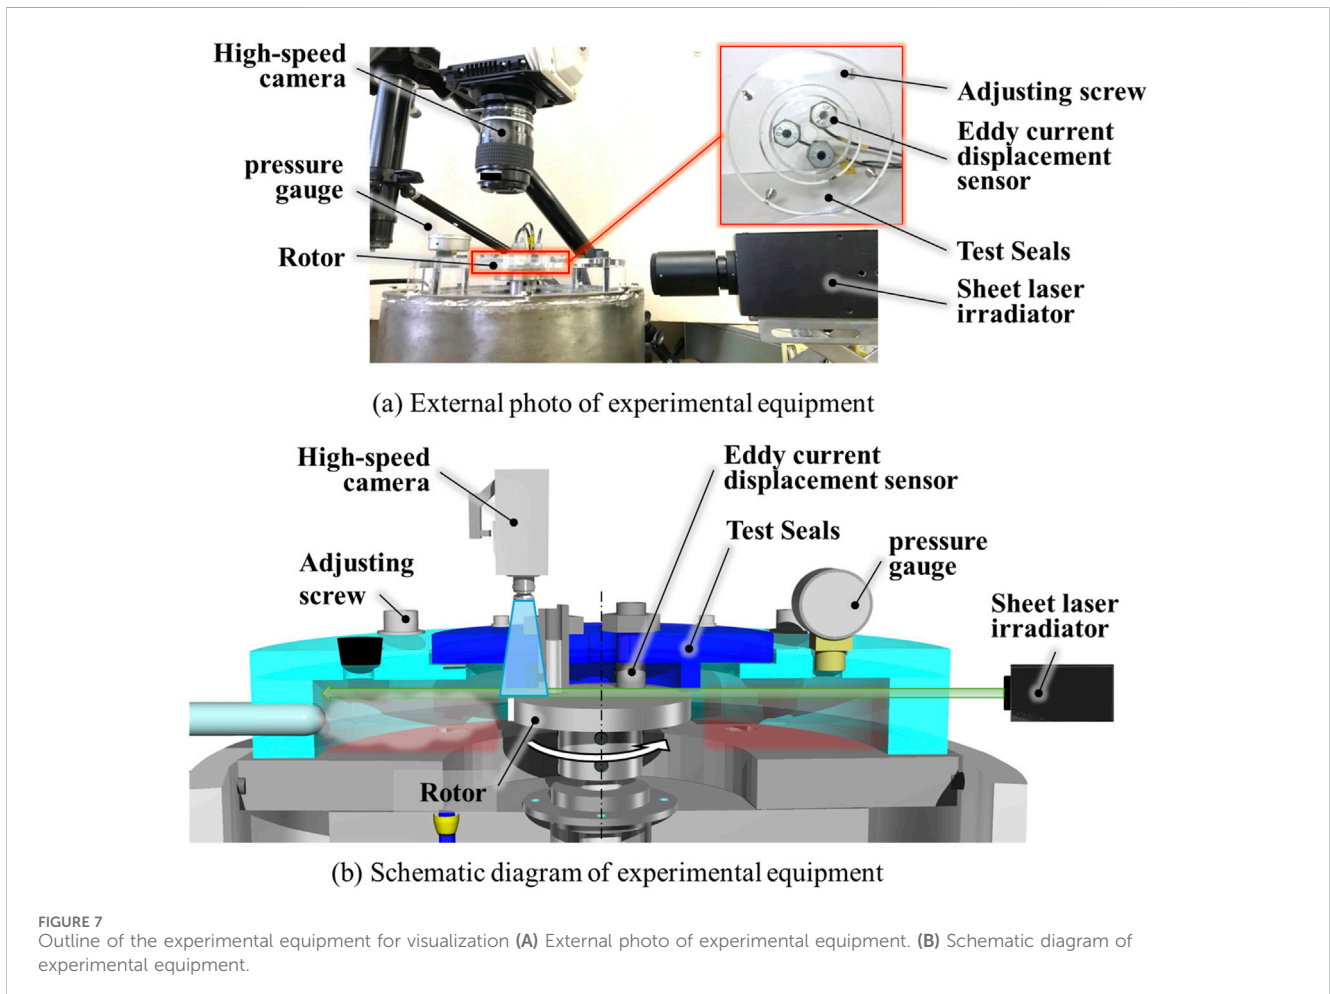 High-speed
camera
pressure
gauge
Rotor
Adjusting screw
Eddy current
displacement
sensor
Test Seals
Sheet laser
irradiator
(a) External photo of experimental equipment
High-speed
camera
Eddy current
displacement sensor
Test Seals
pressure
gauge
Adjusting
screw
Sheet laser
irradiator
Rotor
(b) Schematic diagram of experimental equipment
FIGURE 7
Outline of the experimental equipment for visualization (A) External photo of experimental equipment. (B) Schematic diagram of
experimental equipment.